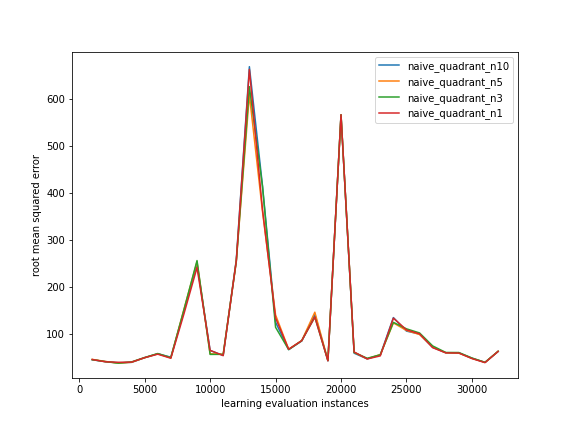 naive_quadrant_n10
naive_quadrant_n5
naive_quadrant_n3
naive_quadrant_n1
600
500
400
300
200
100
root mean squared error
0
5000
10000
15000
20000
25000
30000
learning evaluation instances